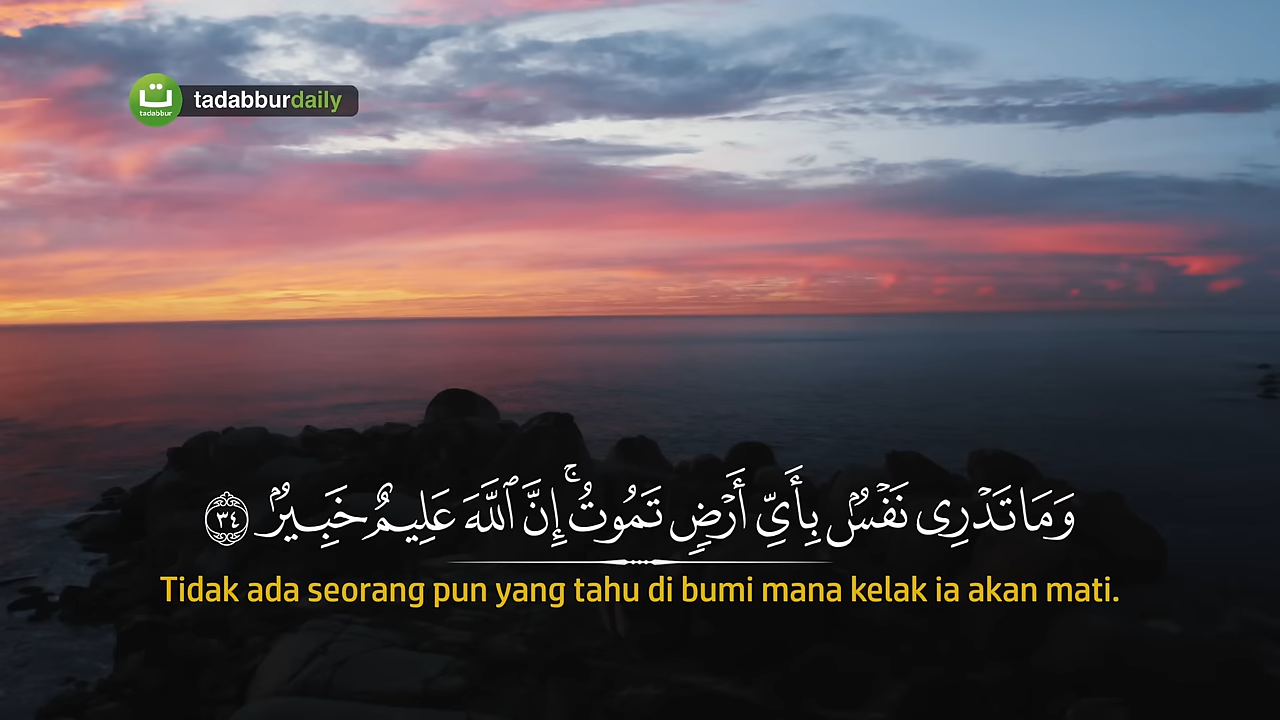 ت
tadabbur
tadabburdaily
وَمَا تَدْرِى نَفْسٌۢ بِأَىِّ أَرْضٍ تَمُوتُ ۚ إِنَّ ٱللَّهَ عَلِيمٌ خَبِيرٌۢ ٣٤
Tidak ada seorang pun yang tahu di bumi mana kelak ia akan mati.